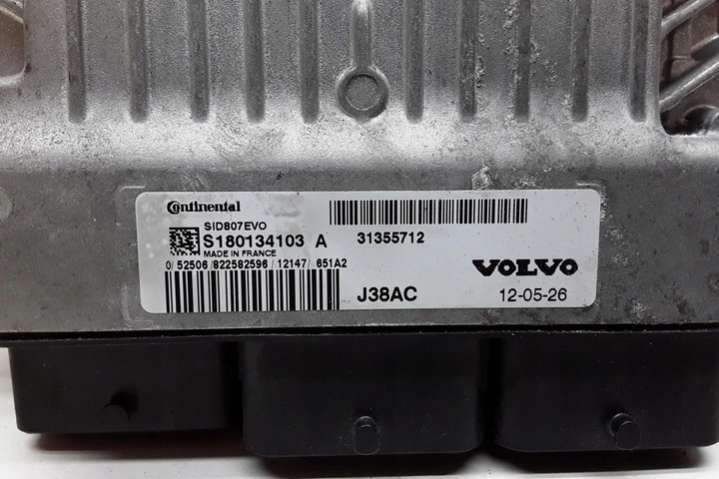 Continental
SID807EVO
S180134103 A
MADE IN FRANCE
0/ 52506 /822582596 /12147/ 651A2
31355712
J38AC
VOLVO
12-05-26